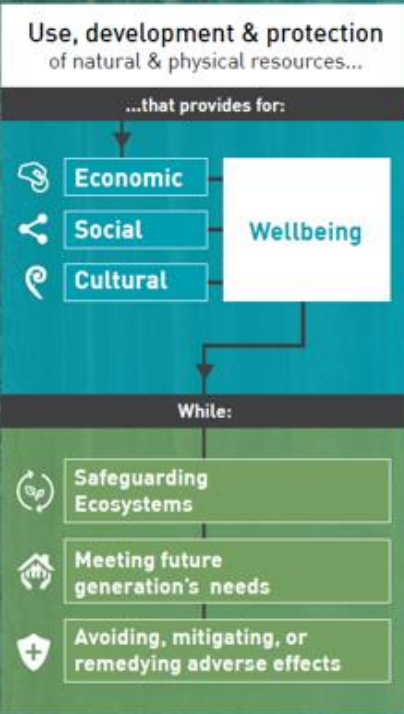 Use, development & protection
of natural & physical resources...
...that provides for:
Economic
Social
Cultural
Wellbeing
While:
Safeguarding
Ecosystems
Meeting future
generation's needs
Avoiding, mitigating, or
remedying adverse effects